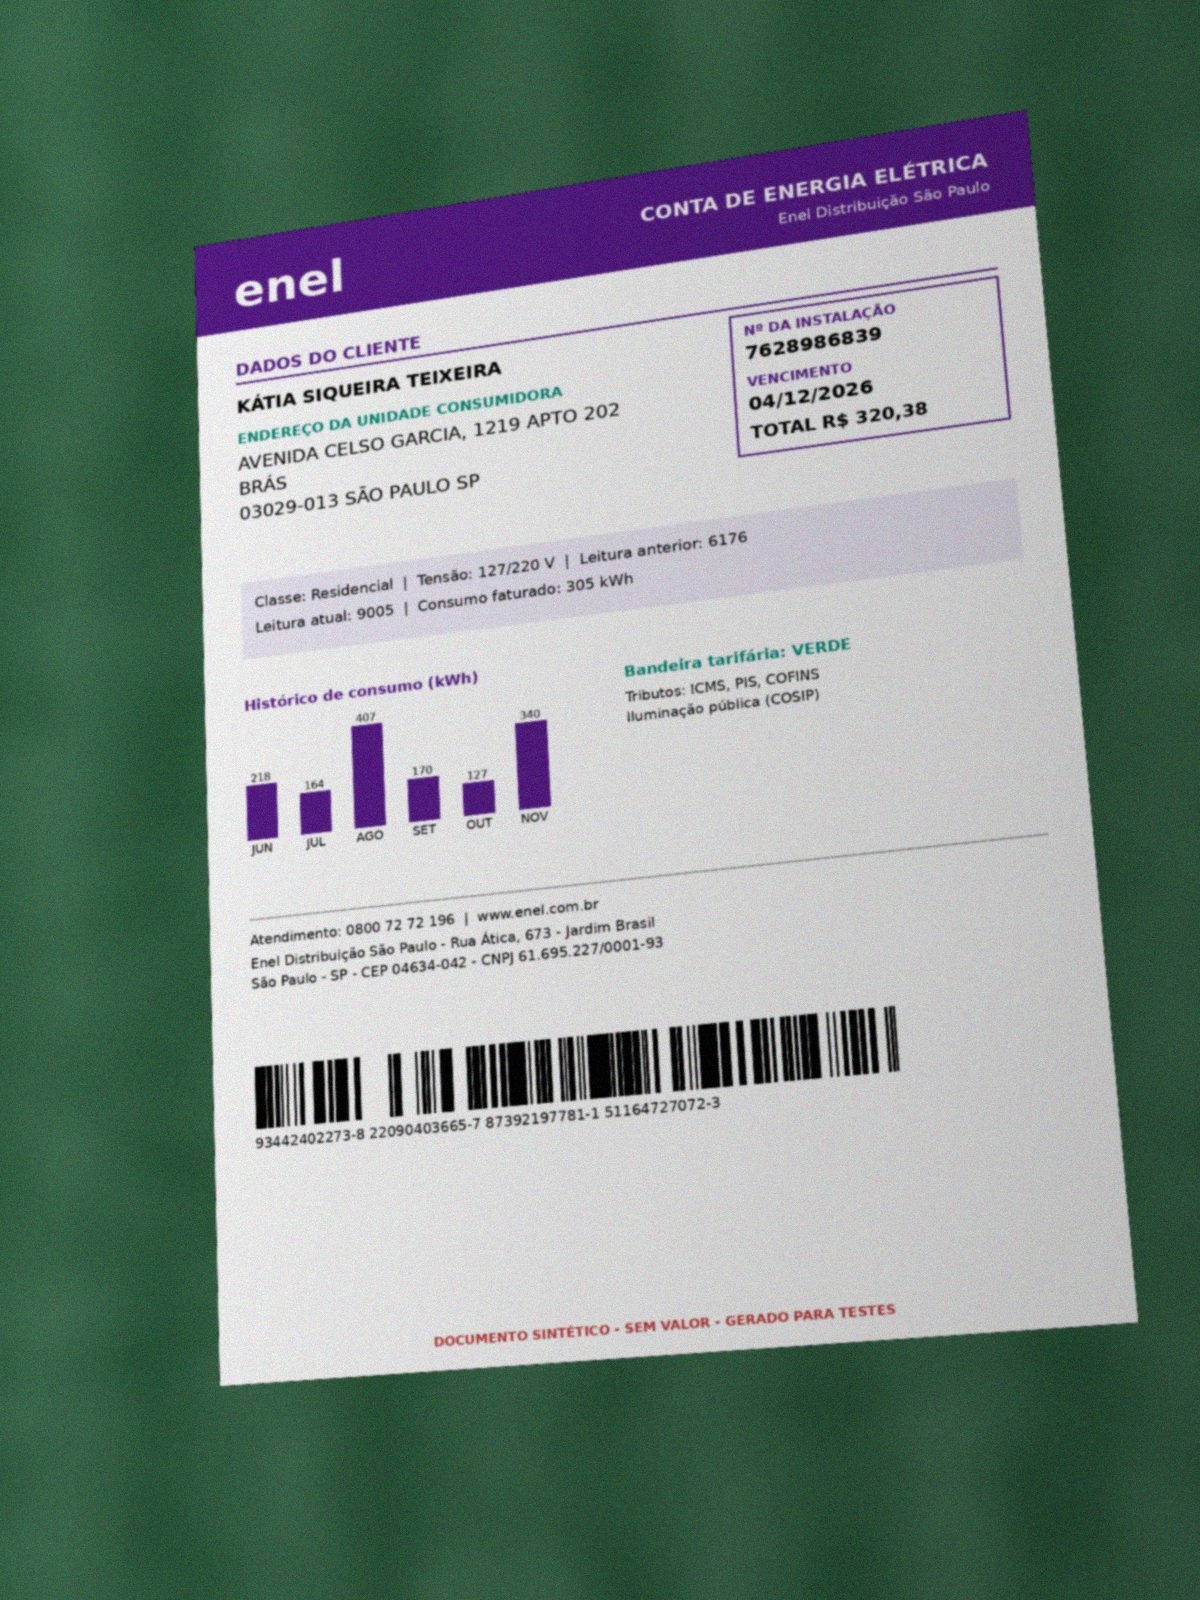 enel
CONTA DE ENERGIA ELÉTRICA
Enel Distribuição São Paulo
DADOS DO CLIENTE
KÁTIA SIQUEIRA TEIXEIRA
ENDEREÇO DA UNIDADE CONSUMIDORA
AVENIDA CELSO GARCIA, 1219 APTO 202
BRÁS
03029-013 SÃO PAULO SP
Nº DA INSTALAÇÃO
7628986839
VENCIMENTO
04/12/2026
TOTAL R$ 320,38
Classe: Residencial | Tensão: 127/220 V | Leitura anterior: 6176
Leitura atual: 9005 | Consumo faturado: 305 kWh
Histórico de consumo (kWh)
218 164 407 170 127 340
JUN JUL AGO SET OUT NOV
Bandeira tarifária: VERDE
Tributos: ICMS, PIS, COFINS
Iluminação pública (COSIP)
Atendimento: 0800 72 72 196 | www.enel.com.br
Enel Distribuição São Paulo - Rua Ática, 673 - Jardim Brasil
São Paulo - SP - CEP 04634-042 - CNPJ 61.695.227/0001-93
93442402273-8 22090403665-7 87392197781-1 51164727072-3
DOCUMENTO SINTÉTICO - SEM VALOR - GERADO PARA TESTES